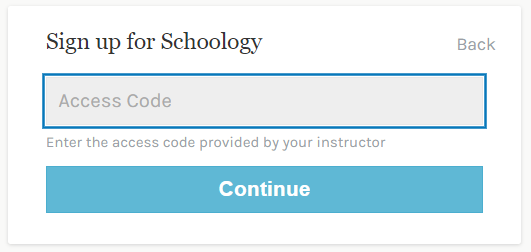 Sign up for Schoology
Back
Access Code
Enter the access code provided by your instructor
Continue